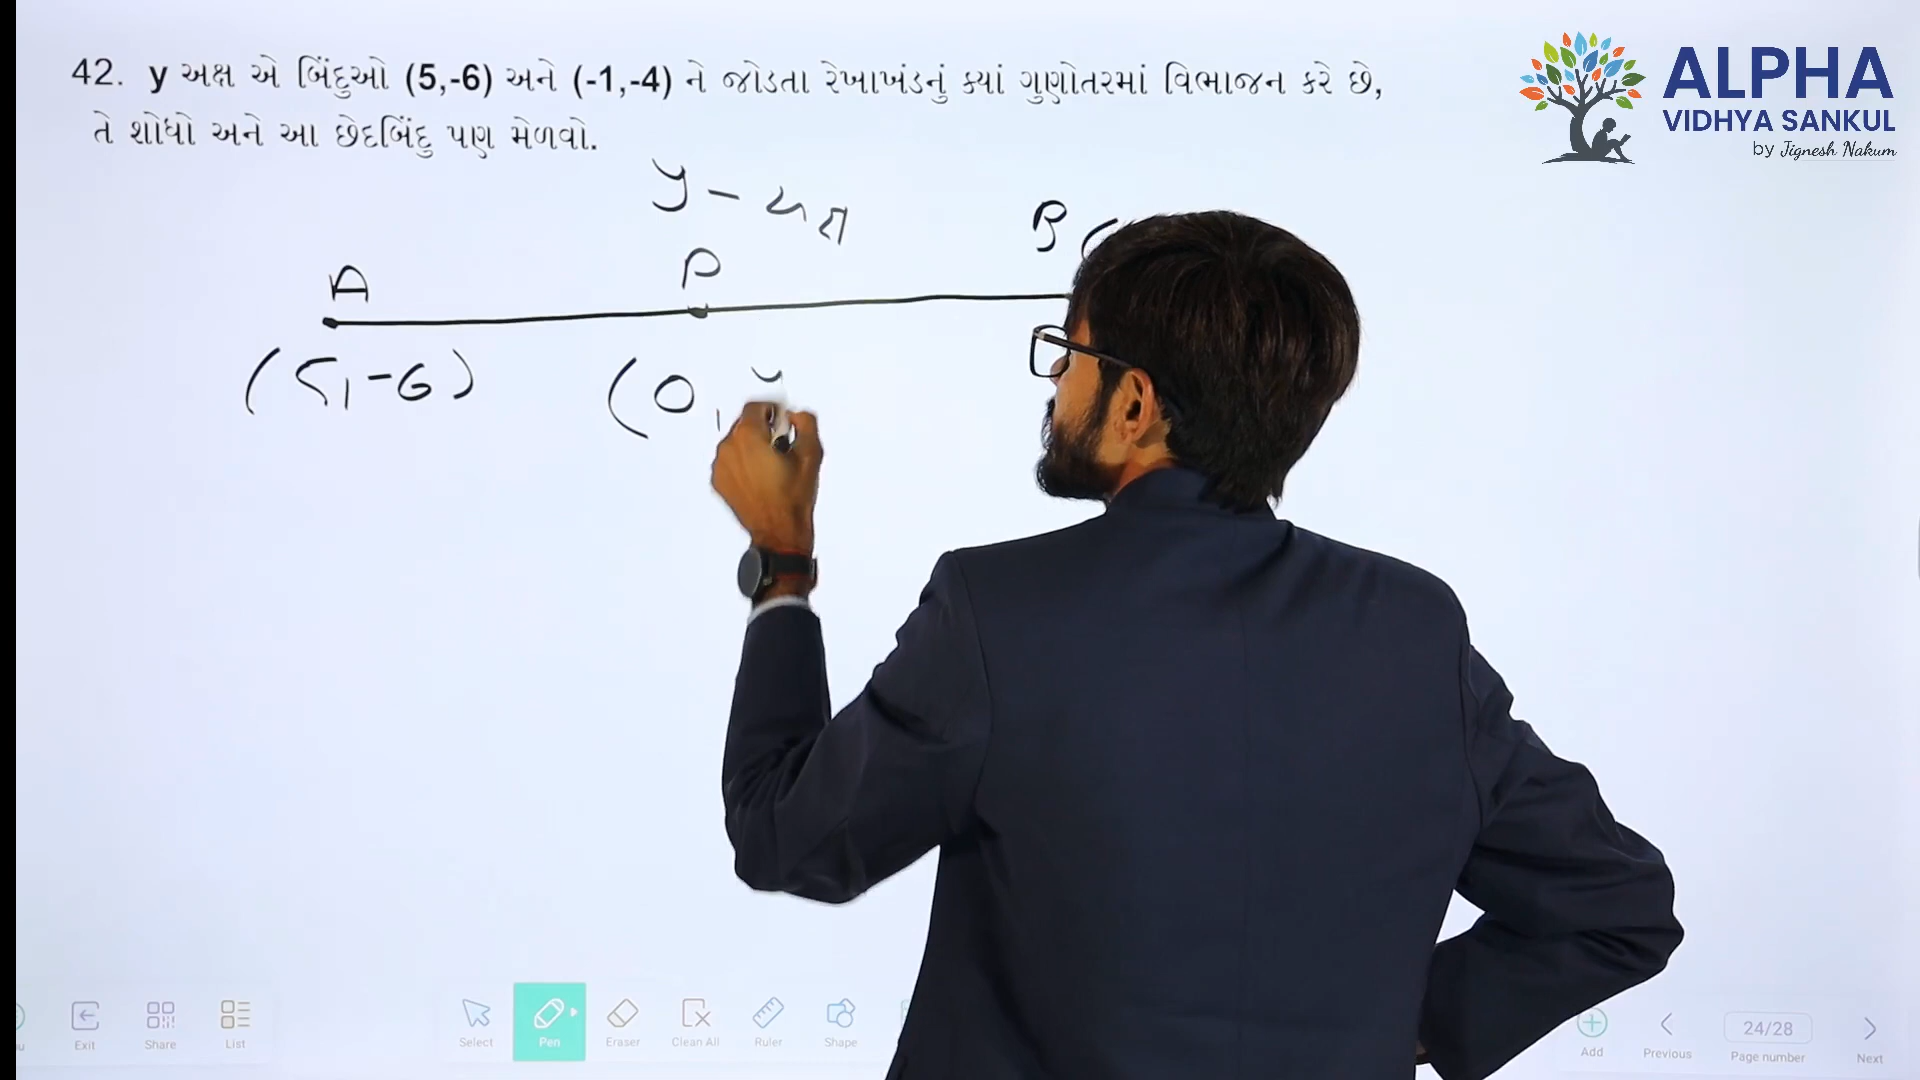 42. y અક્ષ એ બિંદુઓ (5,-6) અને (-1,-4) ને જોડતા રેખાખંડનું ક્યાં ગુણોતરમાં વિભાજન કરે છે,
તે શોધો અને આ છેદબિંદુ પણ મેળવો.
ALPHA
VIDHYA SANKUL
by Jignesh Nakum
y -
B (
A
P
(5,-6)
(0, y
Exit
Share
List
Select
Pen
Eraser
Clean All
Ruler
Shape
Add
Previous
24/28
Page number
Next